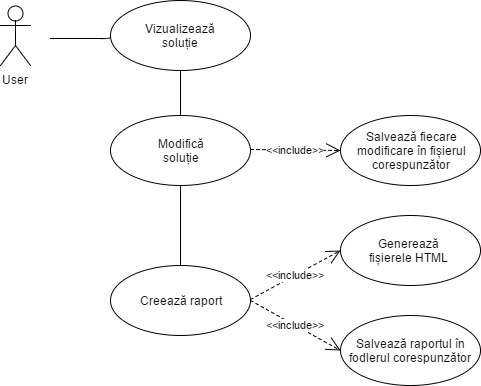 Vizualizează
soluție
User
Modifică
soluție
<<include>>
Salvează fiecare
modificare în fișierul
corespunzător
Generează
fișierele HTML
<<include>>
Creează raport
<<include>>
Salvează raportul în
fodlerul corespunzător